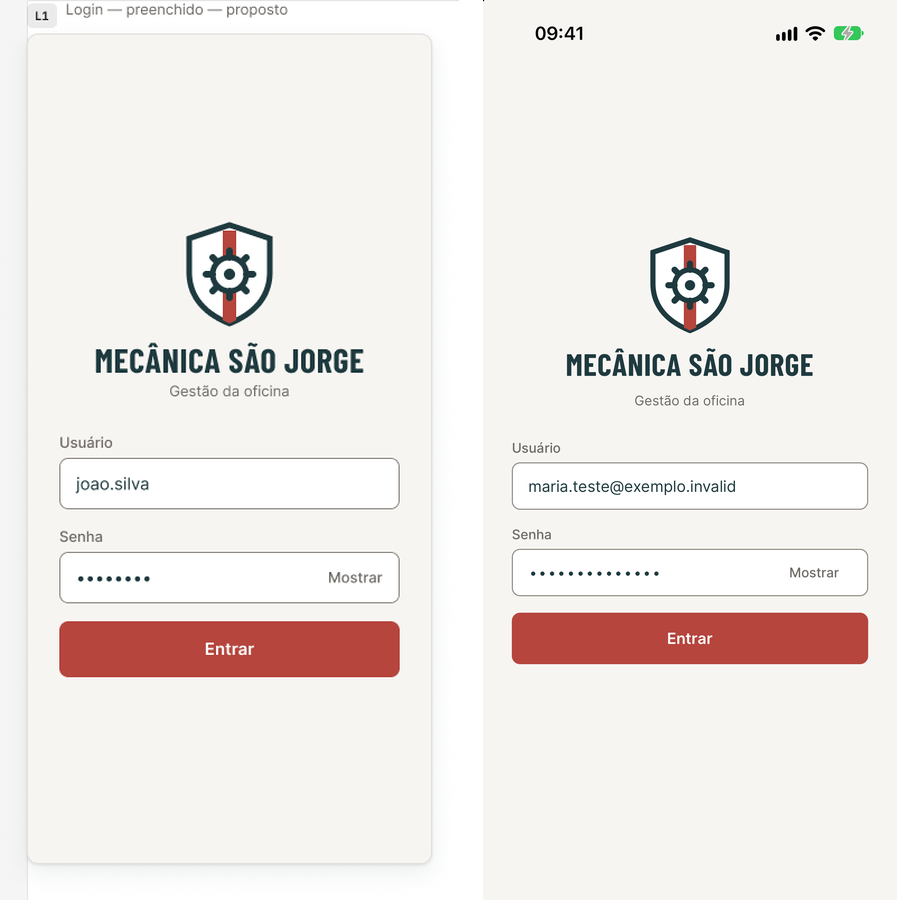 L1 Login — preenchido — proposto
MECÂNICA SÃO JORGE
Gestão da oficina
Usuário
joao.silva
Senha
•••••••• Mostrar
Entrar
09:41
MECÂNICA SÃO JORGE
Gestão da oficina
Usuário
maria.teste@exemplo.invalid
Senha
•••••••••••••• Mostrar
Entrar